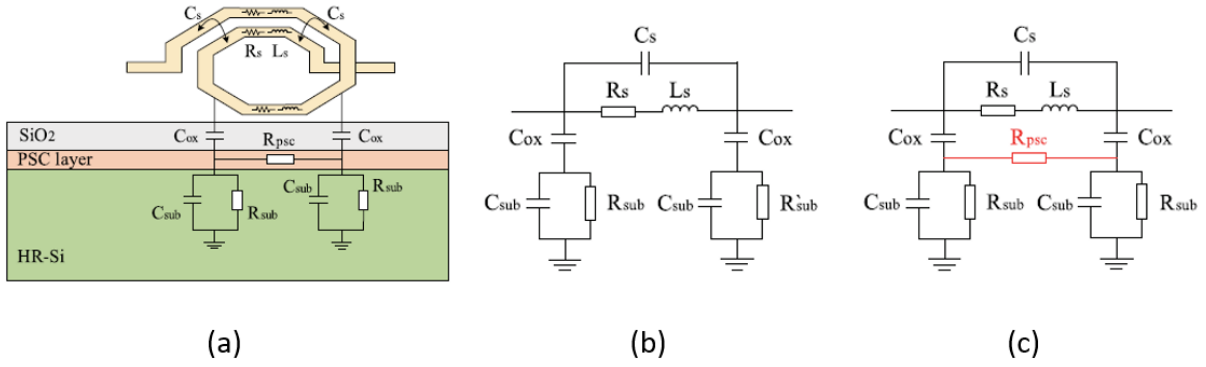 Cs Cs
Rs Ls
SiO2 Cox Rpsc Cox
PSC layer
Csub Rsub Csub Rsub
HR-Si
(a)
Cs
Rs Ls
Cox Cox
Csub Rsub Csub R`sub
(b)
Cs
Rs Ls
Cox Rpsc Cox
Csub Rsub Csub Rsub
(c)